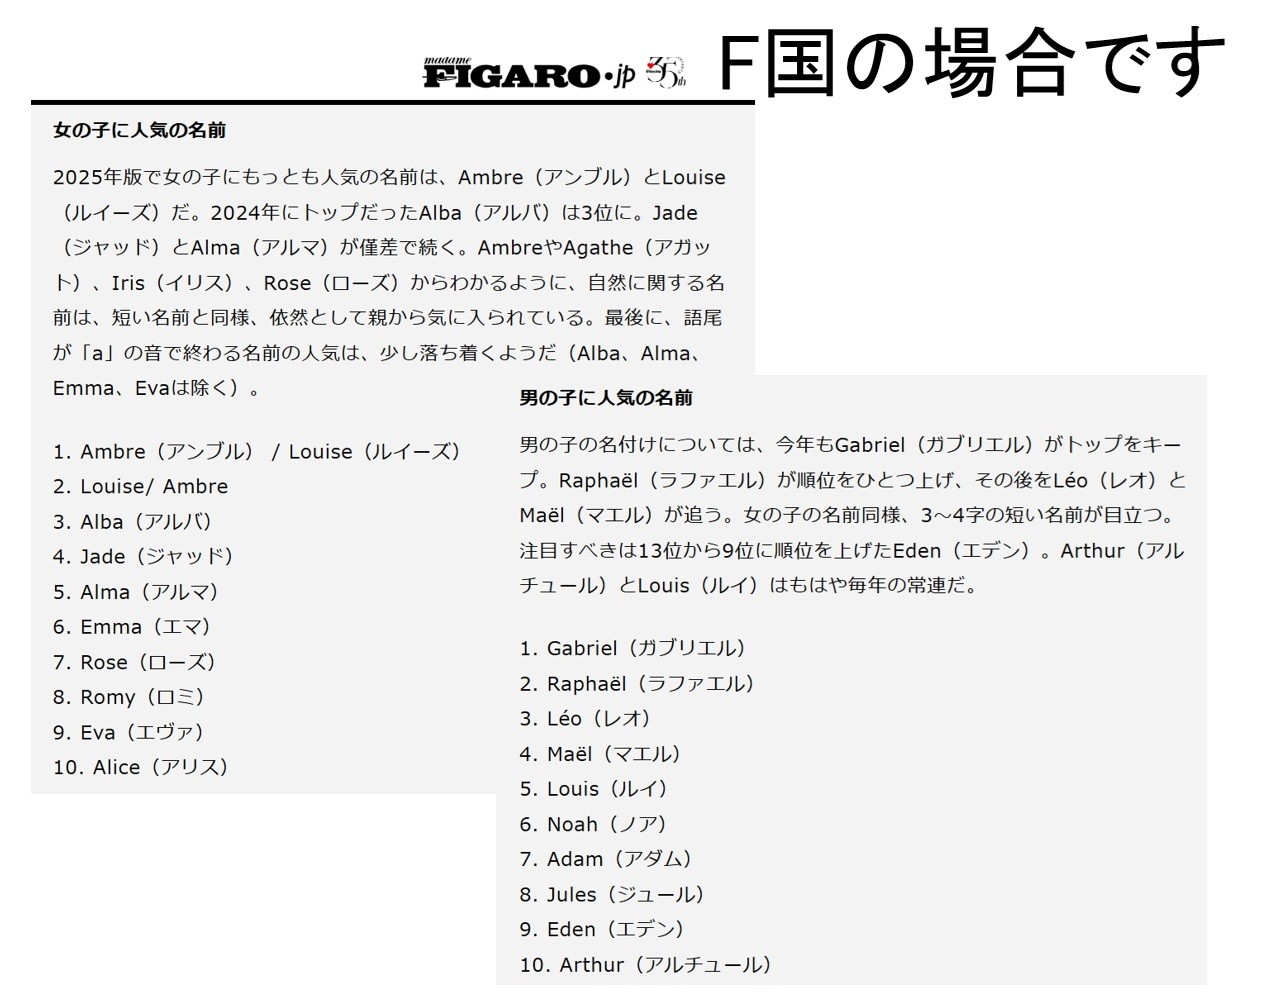 madame
FIGARO•jp 35th
F国の場合です
女の子に人気の名前
2025年版で女の子にもっとも人気の名前は、Ambre（アンブル）とLouise
（ルイーズ）だ。2024年にトップだったAlba（アルバ）は3位に。Jade
（ジャッド）とAlma（アルマ）が僅差で続く。AmbreやAgathe（アガッ
ト）、Iris（イリス）、Rose（ローズ）からわかるように、自然に関する名
前は、短い名前と同様、依然として親から気に入られている。最後に、語尾
が「a」の音で終わる名前の人気は、少し落ち着くようだ（Alba、Alma、
Emma、Evaは除く）。
1. Ambre（アンブル） / Louise（ルイーズ）
2. Louise/ Ambre
3. Alba（アルバ）
4. Jade（ジャッド）
5. Alma（アルマ）
6. Emma（エマ）
7. Rose（ローズ）
8. Romy（ロミ）
9. Eva（エヴァ）
10. Alice（アリス）
男の子に人気の名前
男の子の名付けについては、今年もGabriel（ガブリエル）がトップをキー
プ。Raphaël（ラファエル）が順位をひとつ上げ、その後をLéo（レオ）と
Maël（マエル）が追う。女の子の名前同様、3〜4字の短い名前が目立つ。
注目すべきは13位から9位に順位を上げたEden（エデン）。Arthur（アル
チュール）とLouis（ルイ）はもはや毎年の常連だ。
1. Gabriel（ガブリエル）
2. Raphaël（ラファエル）
3. Léo（レオ）
4. Maël（マエル）
5. Louis（ルイ）
6. Noah（ノア）
7. Adam（アダム）
8. Jules（ジュール）
9. Eden（エデン）
10. Arthur（アルチュール）